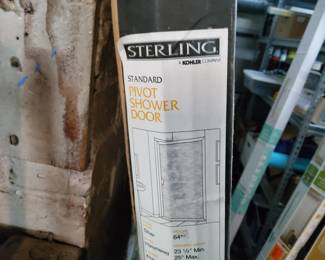 STERLING
A KOHLER COMPANY
STANDARD
PIVOT
SHOWER
DOOR
64"
23 ½" Min.
25" Max.